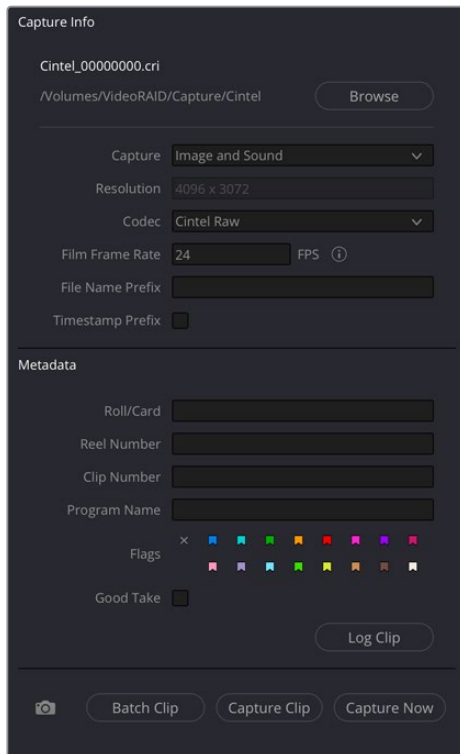 Capture Info
Cintel_00000000.cri
/Volumes/VideoRAID/Capture/Cintel Browse
Capture Image and Sound
Resolution 4096 x 3072
Codec Cintel Raw
Film Frame Rate 24 FPS
File Name Prefix
Timestamp Prefix
Metadata
Roll/Card
Reel Number
Clip Number
Program Name
Flags
Good Take
Log Clip
Batch Clip Capture Clip Capture Now